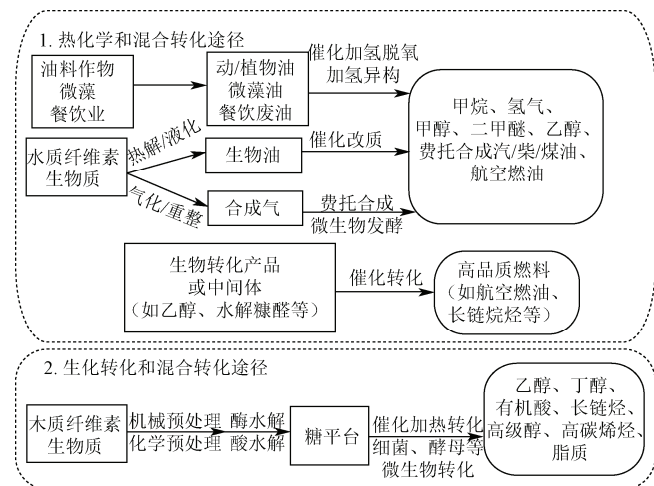 1. 热化学和混合转化途径
油料作物
微藻
餐饮业
动/植物油
微藻油
餐饮废油
催化加氢脱氧
加氢异构
甲烷、氢气、
甲醇、二甲醚、乙醇、
费托合成汽/柴/煤油、
航空燃油
水质纤维素
生物质
热解/液化
生物油
催化改质
气化/重整
合成气
费托合成
微生物发酵
生物转化产品
或中间体
（如乙醇、水解糠醛等）
催化转化
高品质燃料
（如航空燃油、
长链烷烃等）
2. 生化转化和混合转化途径
木质纤维素
生物质
机械预处理 酶水解
化学预处理 酸水解
糖平台
催化加热转化
细菌、酵母等
微生物转化
乙醇、丁醇、
有机酸、长链烃、
高级醇、高碳烯烃、
脂质